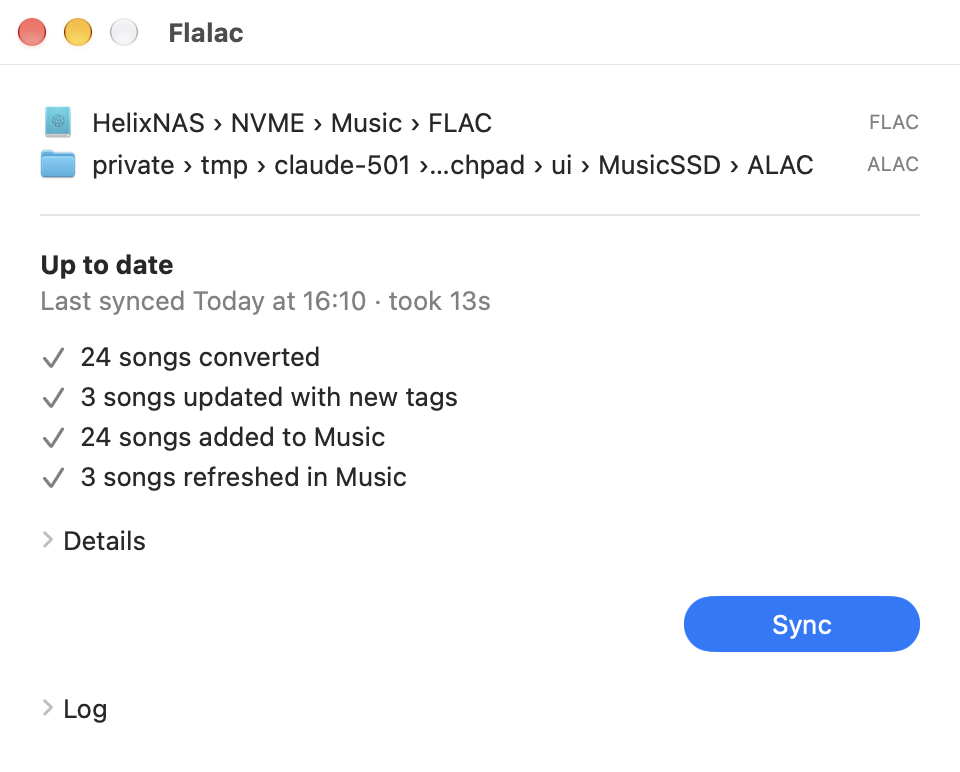 Flalac
HelixNAS › NVME › Music › FLAC FLAC
private › tmp › claude-501 ›…chpad › ui › MusicSSD › ALAC ALAC
Up to date
Last synced Today at 16:10 · took 13s
24 songs converted
3 songs updated with new tags
24 songs added to Music
3 songs refreshed in Music
Details
Sync
Log